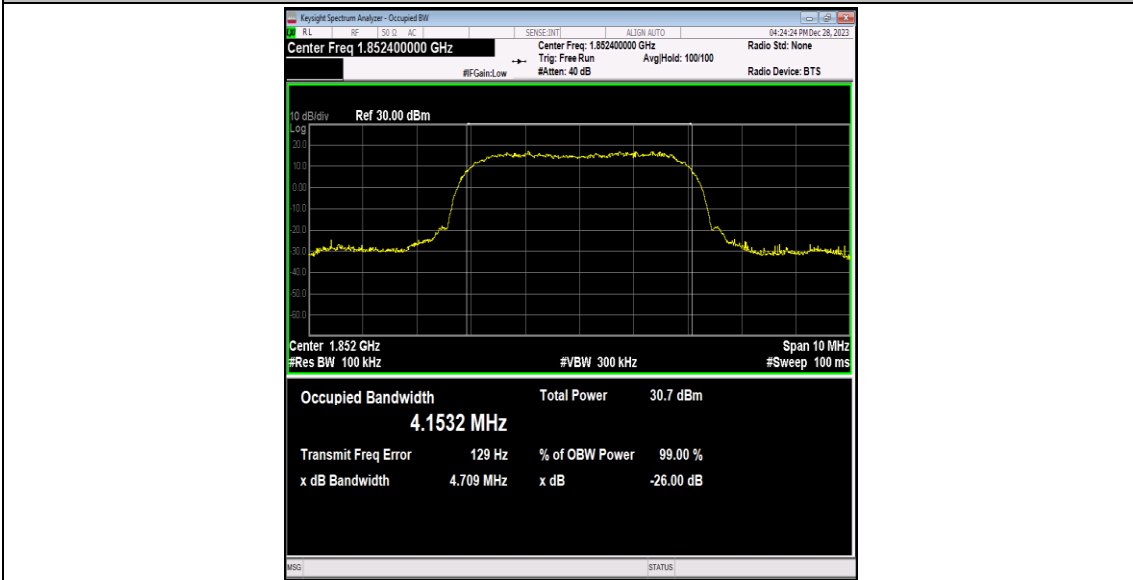 Keysight Spectrum Analyzer - Occupied BW
LXI RL RF 50 Ω AC SENSE:INT ALIGN AUTO 04:24:24 PM Dec 28, 2023
Center Freq 1.852400000 GHz Center Freq: 1.852400000 GHz Radio Std: None
Trig: Free Run Avg|Hold: 100/100
#IFGain:Low #Atten: 40 dB Radio Device: BTS
10 dB/div Ref 30.00 dBm
Log
20.0
10.0
0.00
-10.0
-20.0
-30.0
-40.0
-50.0
-60.0
Center 1.852 GHz Span 10 MHz
#Res BW 100 kHz #VBW 300 kHz #Sweep 100 ms
Occupied Bandwidth Total Power 30.7 dBm
4.1532 MHz
Transmit Freq Error 129 Hz % of OBW Power 99.00 %
x dB Bandwidth 4.709 MHz x dB -26.00 dB
MSG STATUS